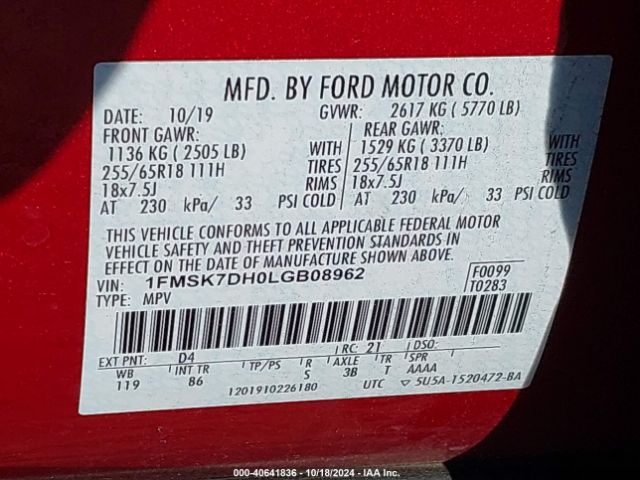 MFD. BY FORD MOTOR CO.
DATE: 10/19 GVWR: 2617 KG ( 5770 LB)
FRONT GAWR: REAR GAWR:
1136 KG ( 2505 LB) WITH 1529 KG ( 3370 LB) WITH
255/65R18 111H TIRES 255/65R18 111H TIRES
18x7.5J RIMS 18x7.5J RIMS
AT 230 kPa/ 33 PSI COLD AT 230 kPa/ 33 PSI COLD
THIS VEHICLE CONFORMS TO ALL APPLICABLE FEDERAL MOTOR
VEHICLE SAFETY AND THEFT PREVENTION STANDARDS IN
EFFECT ON THE DATE OF MANUFACTURE SHOWN ABOVE.
VIN: 1FMSK7DH0LGB08962 F0099
TYPE: MPV T0283
EXT PNT: D4 RC: 21 DSO:
WB INT TR TP/PS R AXLE TR SPR
119 86 S 3B T AAAA
1201910226180 UTC 5U5A-1520472-BA
000-40641836 - 10/18/2024 - IAA Inc.